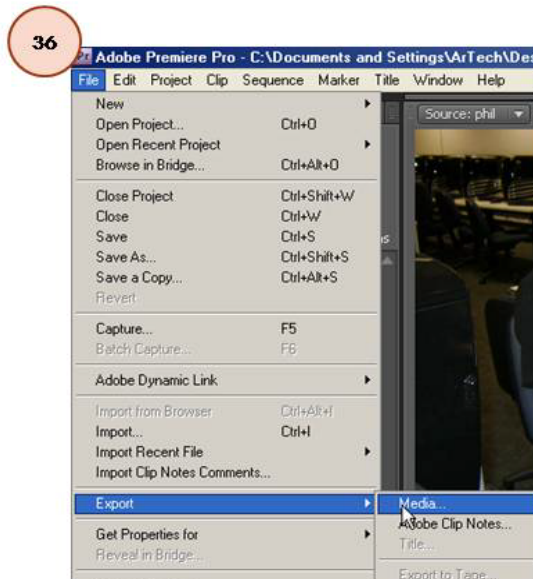 36
Adobe Premiere Pro - C:\Documents and Settings\ArTech\Des
File Edit Project Clip Sequence Marker Title Window Help
New
Source: phil
Open Project... Ctrl+O
Open Recent Project
Browse in Bridge... Ctrl+Alt+O
Close Project Ctrl+Shift+W
Close Ctrl+W
Save Ctrl+S
Save As... Ctrl+Shift+S
Save a Copy... Ctrl+Alt+S
Revert
Capture... F5
Batch Capture... F6
Adobe Dynamic Link
Import from Browser Ctrl+Alt+I
Import... Ctrl+I
Import Recent File
Import Clip Notes Comments...
Export
Media...
Adobe Clip Notes...
Get Properties for
Title...
Reveal in Bridge...
Export to Tape...